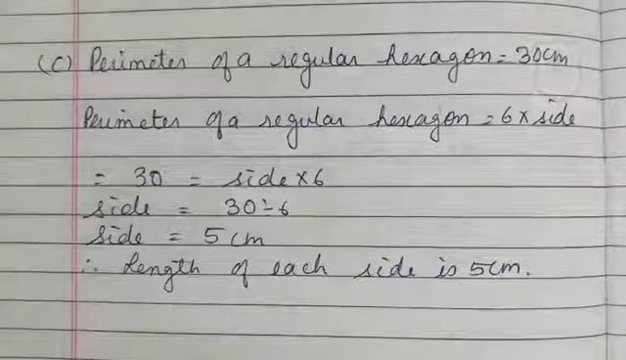 (c) Perimeter of a regular hexagon = 30cm
Perimeter of a regular hexagon = 6 x side
= 30 = side x 6
side = 30 ÷ 6
side = 5 cm
∴ Length of each side is 5cm.